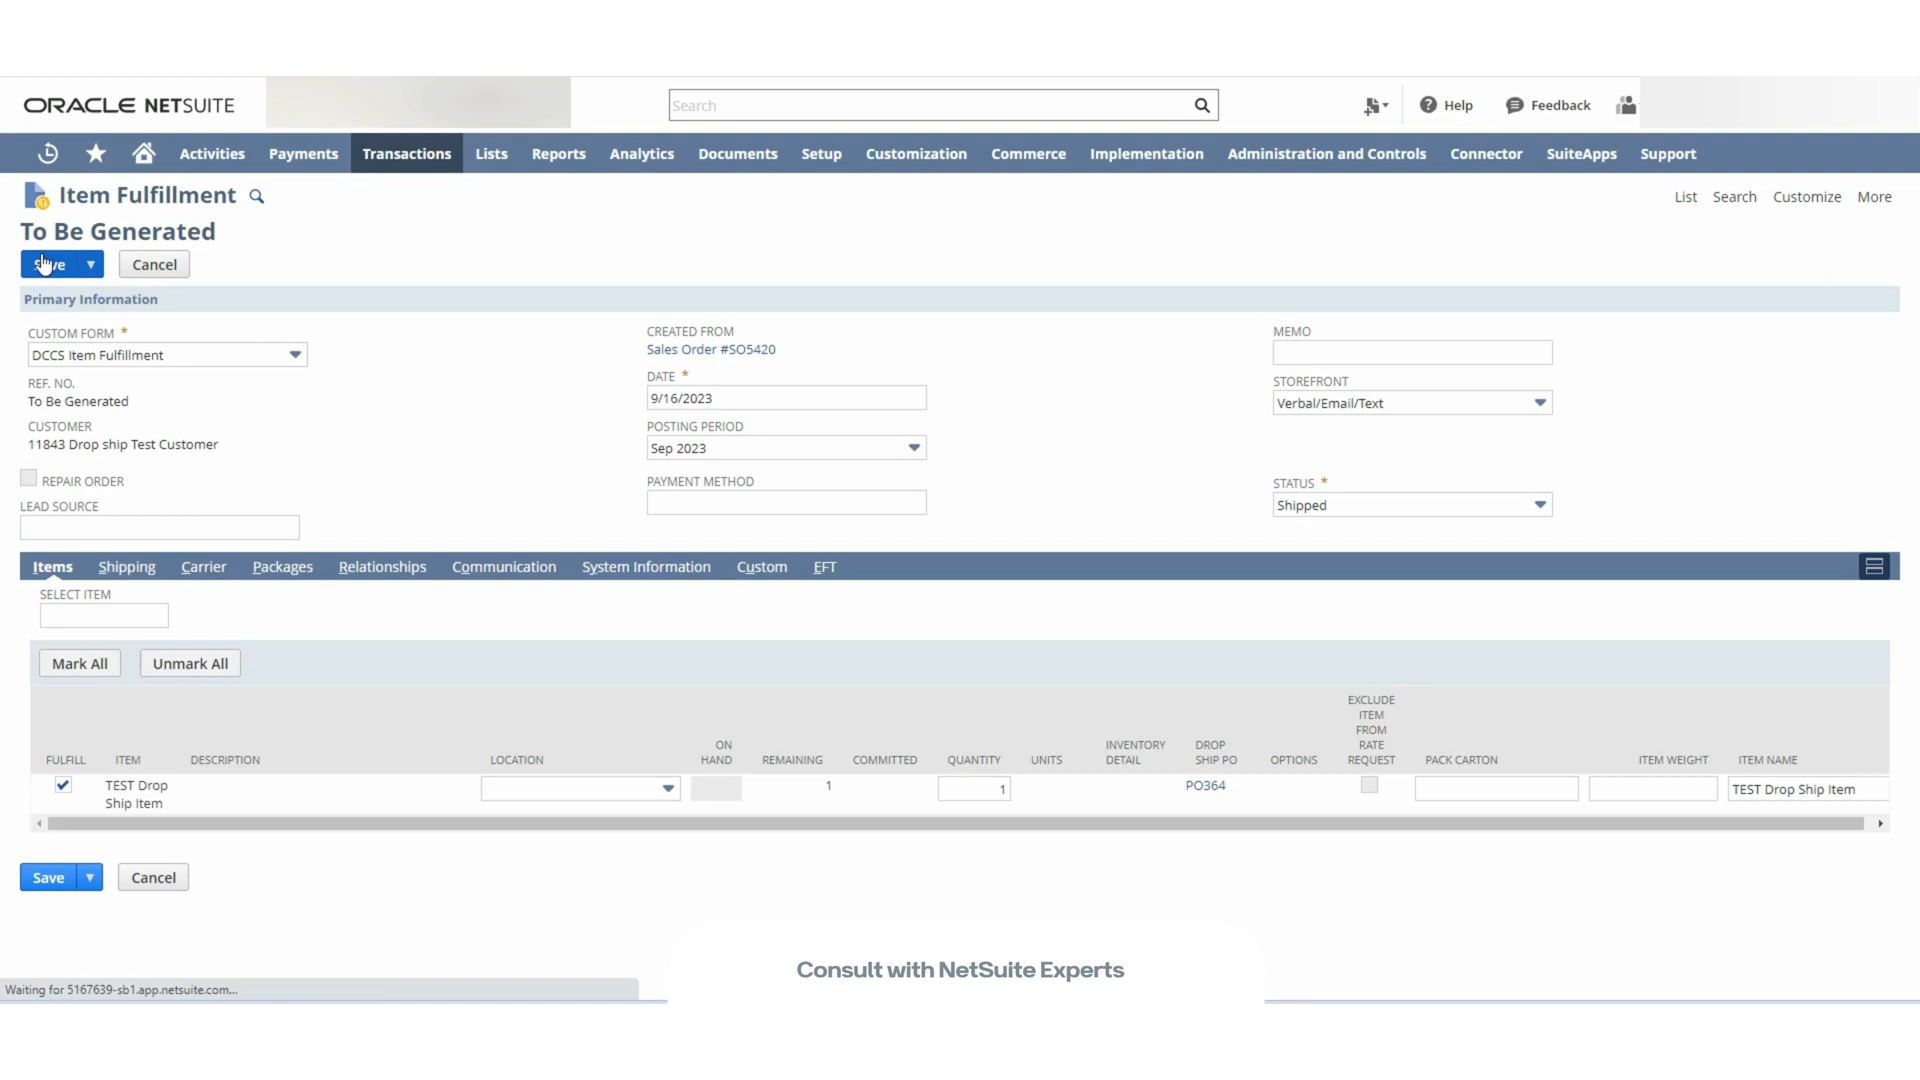 ORACLE NETSUITE
Search
Help
Feedback
Activities
Payments
Transactions
Lists
Reports
Analytics
Documents
Setup
Customization
Commerce
Implementation
Administration and Controls
Connector
SuiteApps
Support
Item Fulfillment
List
Search
Customize
More
To Be Generated
Save
Cancel
Primary Information
CUSTOM FORM *
DCCS Item Fulfillment
REF. NO.
To Be Generated
CUSTOMER
11843 Drop ship Test Customer
REPAIR ORDER
LEAD SOURCE
CREATED FROM
Sales Order #SO5420
DATE *
9/16/2023
POSTING PERIOD
Sep 2023
PAYMENT METHOD
MEMO
STOREFRONT
Verbal/Email/Text
STATUS *
Shipped
Items
Shipping
Carrier
Packages
Relationships
Communication
System Information
Custom
EFT
SELECT ITEM
Mark All
Unmark All
FULFILL
ITEM
DESCRIPTION
LOCATION
ON
HAND
REMAINING
COMMITTED
QUANTITY
UNITS
INVENTORY
DETAIL
DROP
SHIP PO
OPTIONS
EXCLUDE
ITEM
FROM
RATE
REQUEST
PACK CARTON
ITEM WEIGHT
ITEM NAME
TEST Drop
Ship Item
1
1
PO364
TEST Drop Ship Item
Save
Cancel
Consult with NetSuite Experts
Waiting for 5167639-sb1.app.netsuite.com...